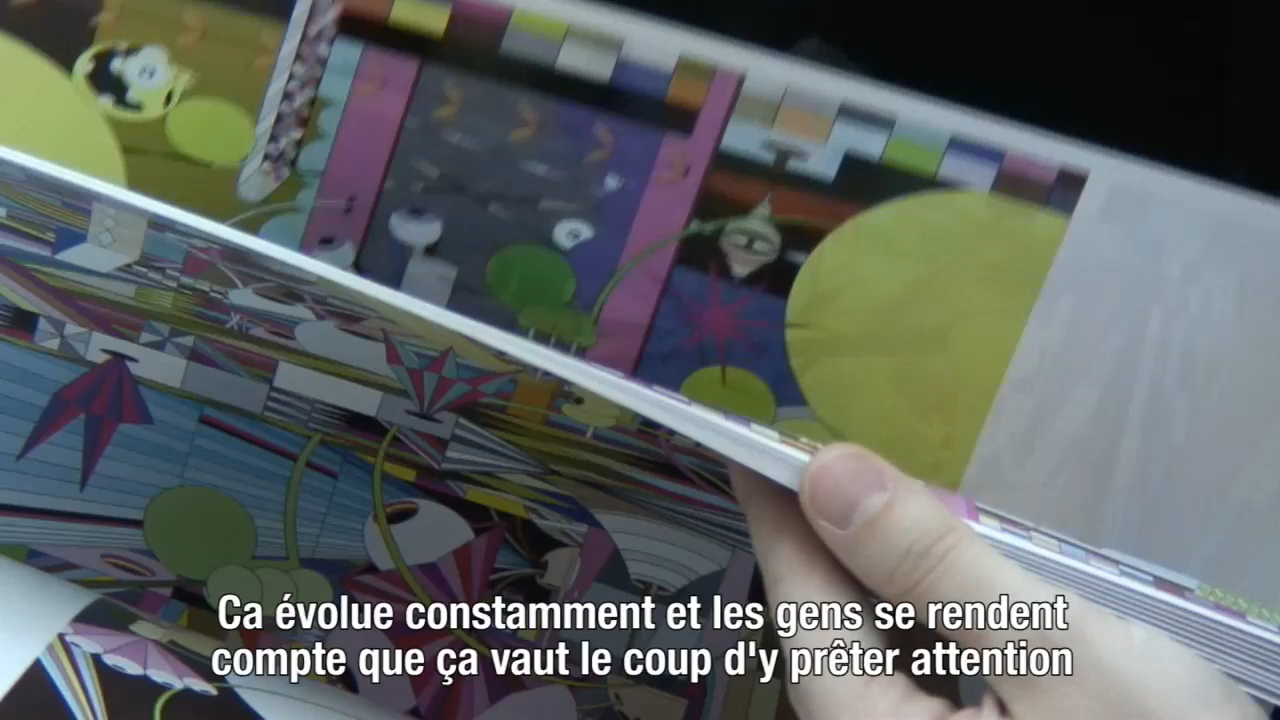 Ca évolue constamment et les gens se rendent
compte que ça vaut le coup d'y prêter attention